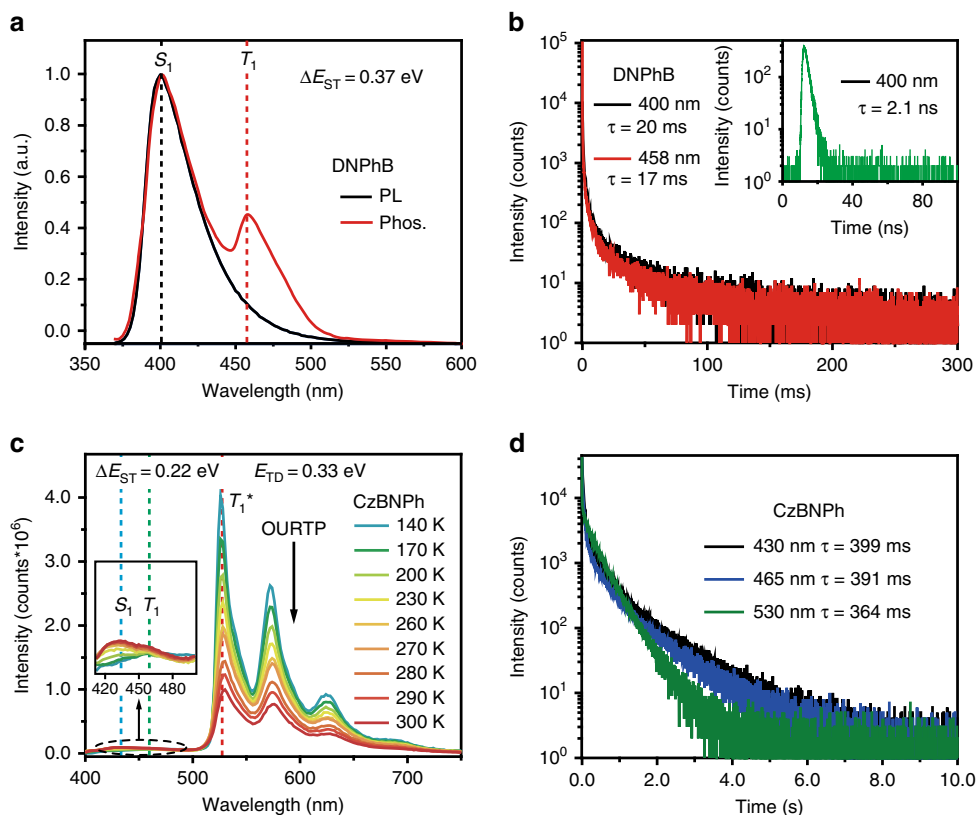 a
S1
T1
ΔEST = 0.37 eV
DNPhB
PL
Phos.
1.0
0.8
0.6
0.4
0.2
0.0
Intensity (a.u.)
350 400 450 500 550 600
Wavelength (nm)
b
10^5
10^4
10^3
10^2
10^1
10^0
Intensity (counts)
DNPhB
400 nm
τ = 20 ms
458 nm
τ = 17 ms
Intensity (counts)
10^2
10^1
10^0
400 nm
τ = 2.1 ns
0 40 80
Time (ns)
0 100 200 300
Time (ms)
c
ΔEST = 0.22 eV
ETD = 0.33 eV
T1*
CzBNPh
OURTP
140 K
170 K
200 K
230 K
260 K
270 K
280 K
290 K
300 K
S1
T1
420 450 480
4.0
3.0
2.0
1.0
0.0
Intensity (counts*10^6)
400 500 600 700
Wavelength (nm)
d
10^4
10^3
10^2
10^1
10^0
Intensity (counts)
CzBNPh
430 nm τ = 399 ms
465 nm τ = 391 ms
530 nm τ = 364 ms
0.0 2.0 4.0 6.0 8.0 10.0
Time (s)